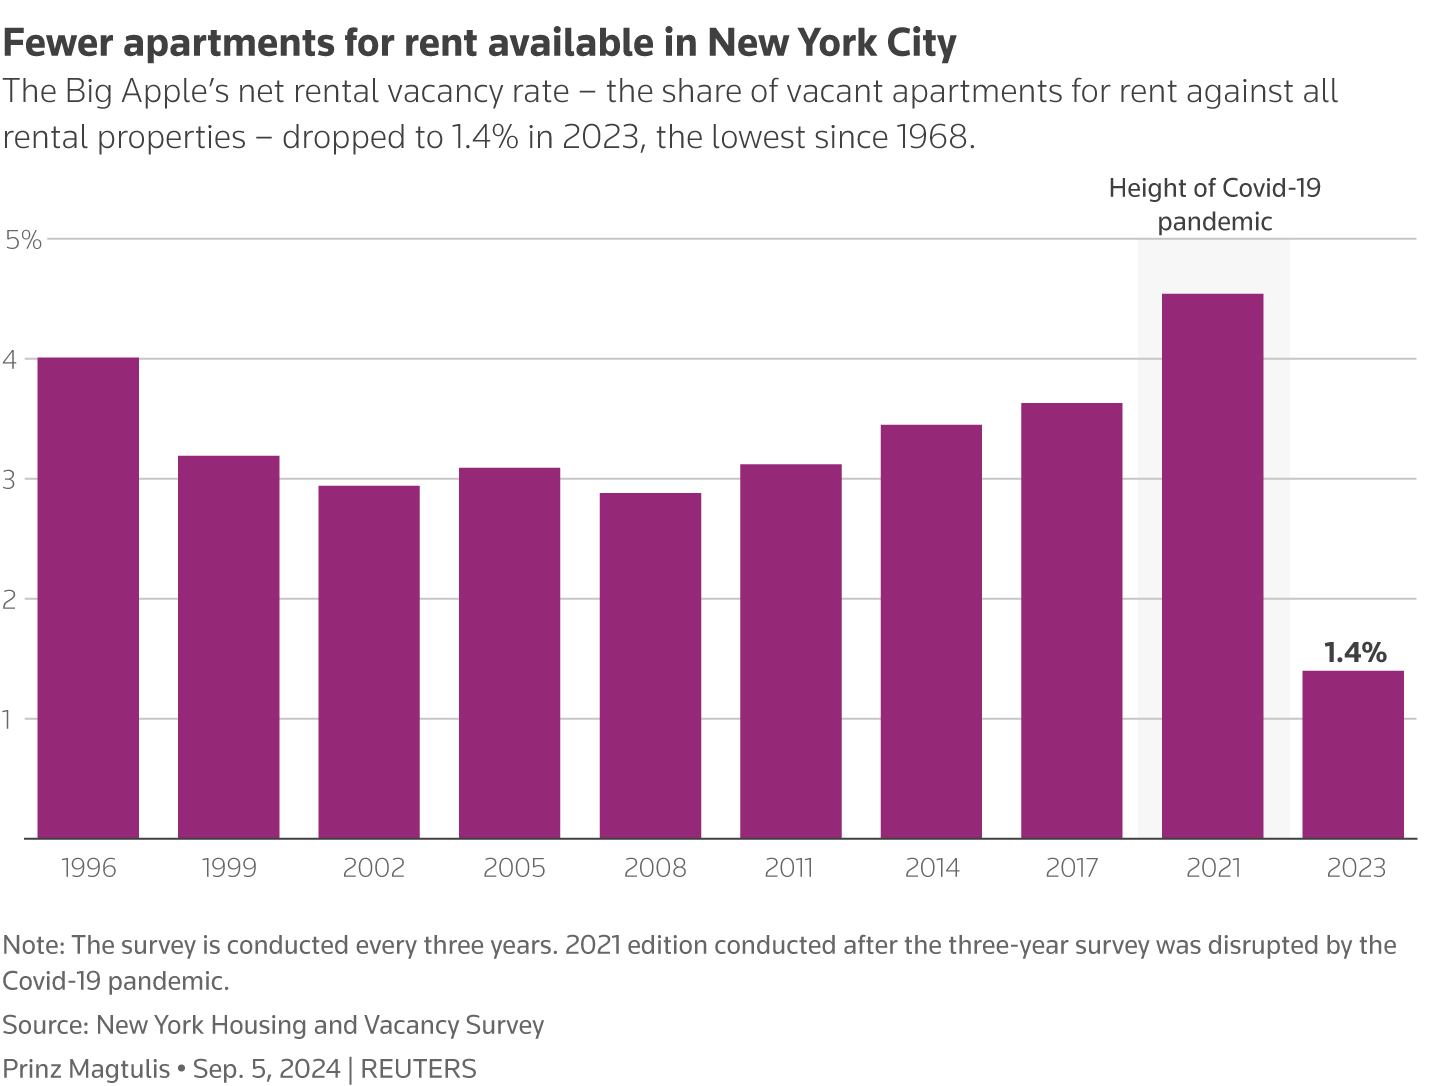 Fewer apartments for rent available in New York City
The Big Apple’s net rental vacancy rate – the share of vacant apartments for rent against all
rental properties – dropped to 1.4% in 2023, the lowest since 1968.
Height of Covid-19
pandemic
5%
4
3
2
1.4%
1
1996 1999 2002 2005 2008 2011 2014 2017 2021 2023
Note: The survey is conducted every three years. 2021 edition conducted after the three-year survey was disrupted by the
Covid-19 pandemic.
Source: New York Housing and Vacancy Survey
Prinz Magtulis • Sep. 5, 2024 | REUTERS